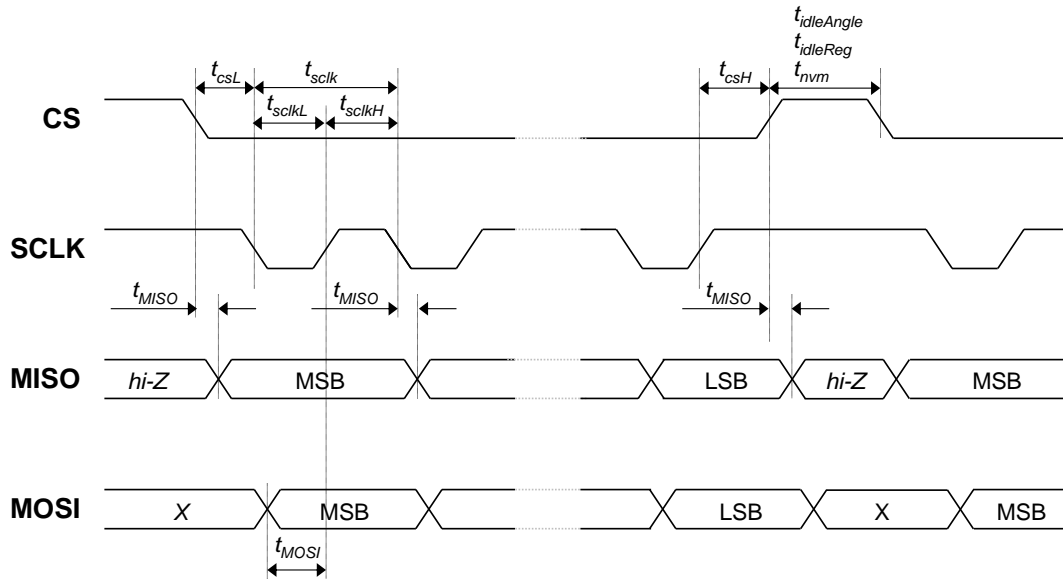 t_idleAngle
t_idleReg
t_csL t_sclk t_csH t_nvm
t_sclkL t_sclkH
CS
SCLK
t_MISO t_MISO t_MISO
MISO hi-Z MSB LSB hi-Z MSB
MOSI X MSB LSB X MSB
t_MOSI